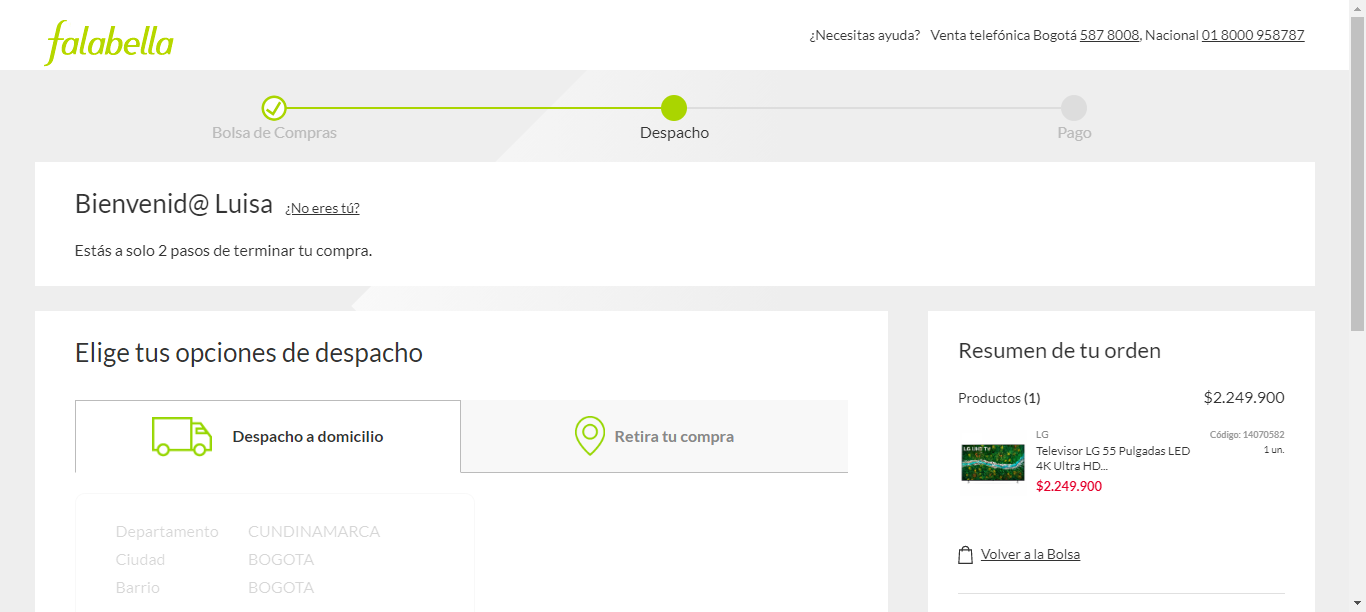 falabella
¿Necesitas ayuda? Venta telefónica Bogotá 587 8008, Nacional 01 8000 958787
Bolsa de Compras
Despacho
Pago
Bienvenid@ Luisa ¿No eres tú?
Estás a solo 2 pasos de terminar tu compra.
Elige tus opciones de despacho
Despacho a domicilio
Retira tu compra
Departamento CUNDINAMARCA
Ciudad BOGOTA
Barrio BOGOTA
Resumen de tu orden
Productos (1) $2.249.900
LG Código: 14070582
Televisor LG 55 Pulgadas LED 1 un.
4K Ultra HD...
$2.249.900
Volver a la Bolsa